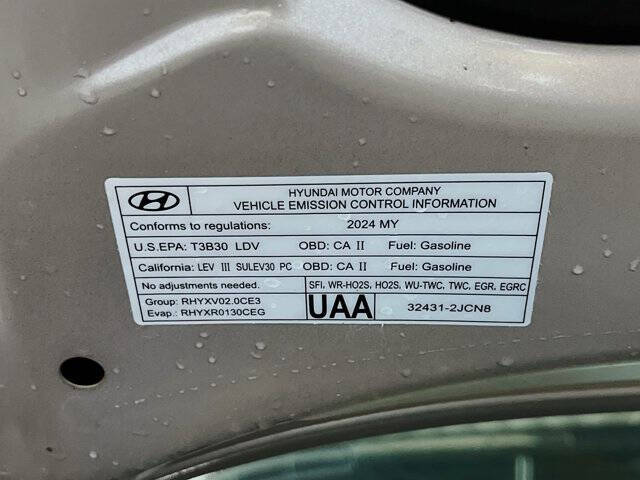 HYUNDAI MOTOR COMPANY
VEHICLE EMISSION CONTROL INFORMATION
Conforms to regulations: 2024 MY
U.S.EPA: T3B30 LDV OBD: CA II Fuel: Gasoline
California: LEV III SULEV30 PC OBD: CA II Fuel: Gasoline
No adjustments needed. SFI, WR-HO2S, HO2S, WU-TWC, TWC, EGR, EGRC
Group: RHYXV02.0CE3
Evap.: RHYXR0130CEG
UAA 32431-2JCN8